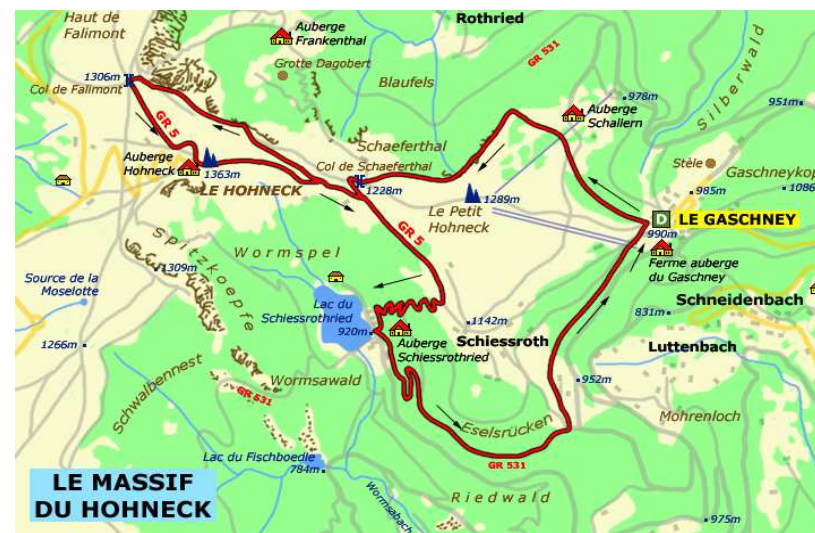 Haut de
Falimont
Rothried
Auberge
Frankenthal
GR 531
Silberwald
1306m
Col de Falimont
Grotte Dagobert
Blaufels
978m
951m
Auberge
Schallern
GR 5
Schaeferthal
Stèle
Gaschneykop
Auberge
Hohneck
1363m
Col de Schaeferthal
985m
1086
LE HOHNECK
1228m
1289m
Le Petit
Hohneck
D
LE GASCHNEY
990m
GR 5
Spitzkoepfe
Wormspel
Ferme auberge
du Gaschney
1309m
Source de la
Moselotte
Lac du
Schiessrothried
Schneidenbach
920m
1142m
831m
1266m
Auberge
Schiessrothried
Schiessroth
Luttenbach
Schwalbennest
Wormsawald
952m
GR 531
Eselsrücken
Mohrenloch
Lac du Fischboedle
784m
GR 531
LE MASSIF
DU HOHNECK
Wormsabach
Riedwald
975m